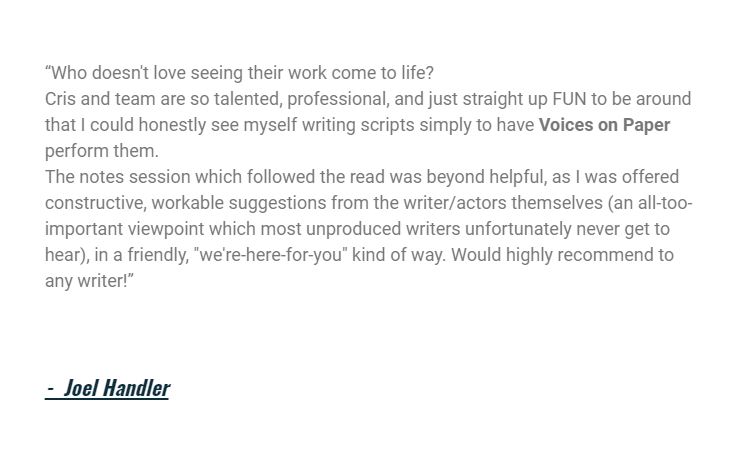 “Who doesn't love seeing their work come to life?
Cris and team are so talented, professional, and just straight up FUN to be around
that I could honestly see myself writing scripts simply to have Voices on Paper
perform them.
The notes session which followed the read was beyond helpful, as I was offered
constructive, workable suggestions from the writer/actors themselves (an all-too-
important viewpoint which most unproduced writers unfortunately never get to
hear), in a friendly, "we're-here-for-you" kind of way. Would highly recommend to
any writer!”
- Joel Handler